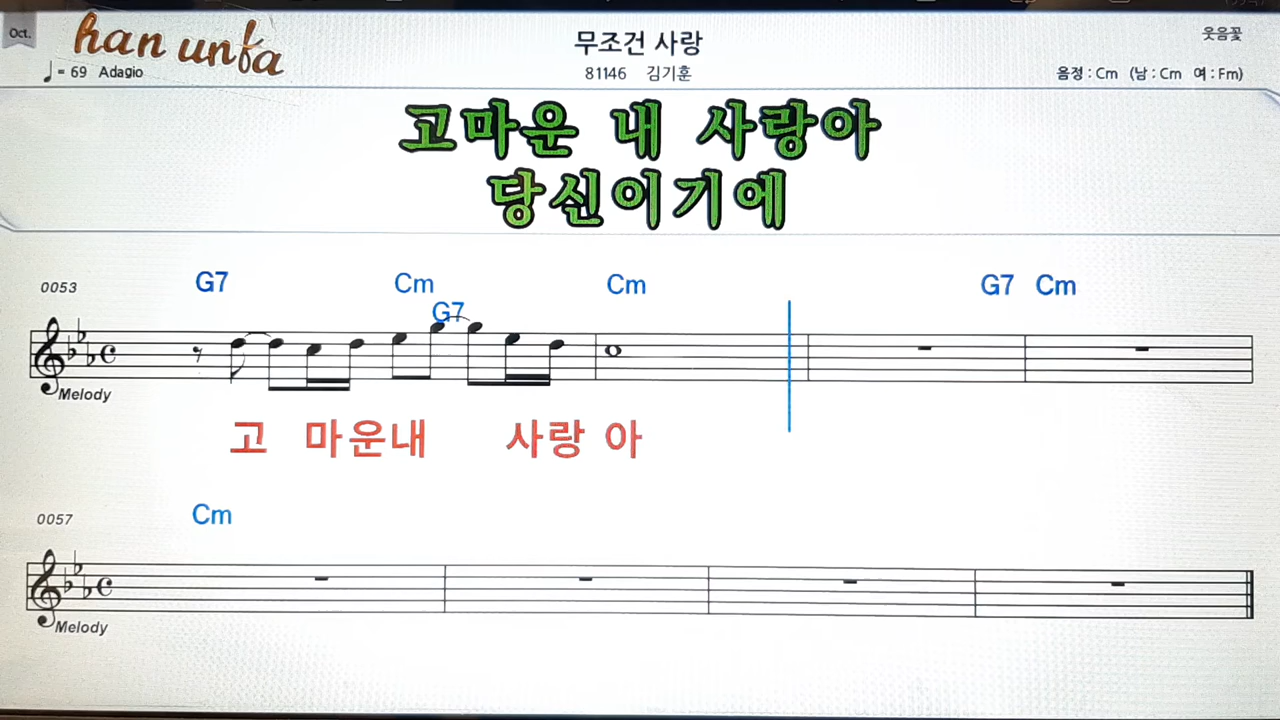 Oct.
han unfa
무조건 사랑
웃음꽃
♩= 69 Adagio
81146 김기훈
음정 : Cm (남 : Cm 여 : Fm)
고마운 내 사랑아
당신이기에
0053
G7 Cm G7 Cm G7 Cm
Melody
고 마운내 사랑 아
0057
Cm
Melody